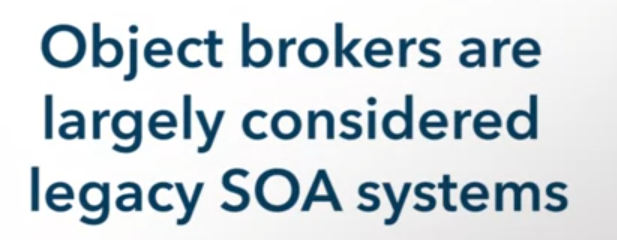 Object brokers are
largely considered
legacy SOA systems